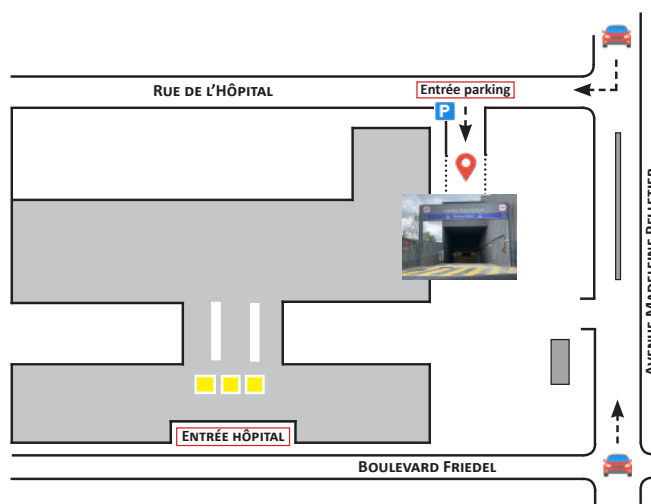 RUE DE L'HÔPITAL
Entrée parking
P
AVENUE MADELEINE PELLETIER
ENTRÉE HÔPITAL
BOULEVARD FRIEDEL